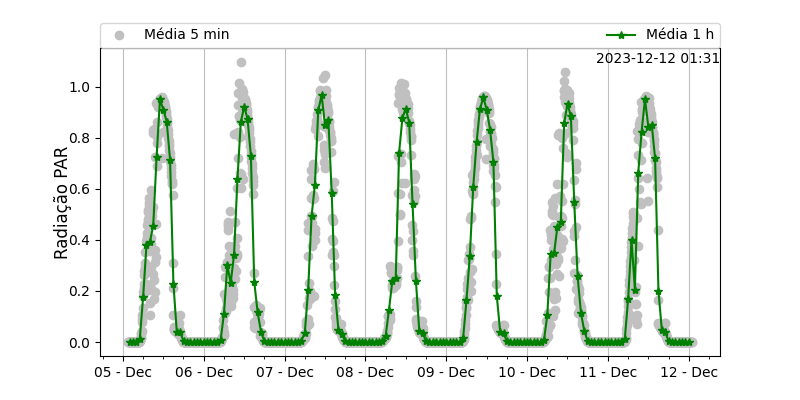 Média 5 min
Média 1 h
2023-12-12 01:31
Radiação PAR
1.0
0.8
0.6
0.4
0.2
0.0
05 - Dec
06 - Dec
07 - Dec
08 - Dec
09 - Dec
10 - Dec
11 - Dec
12 - Dec